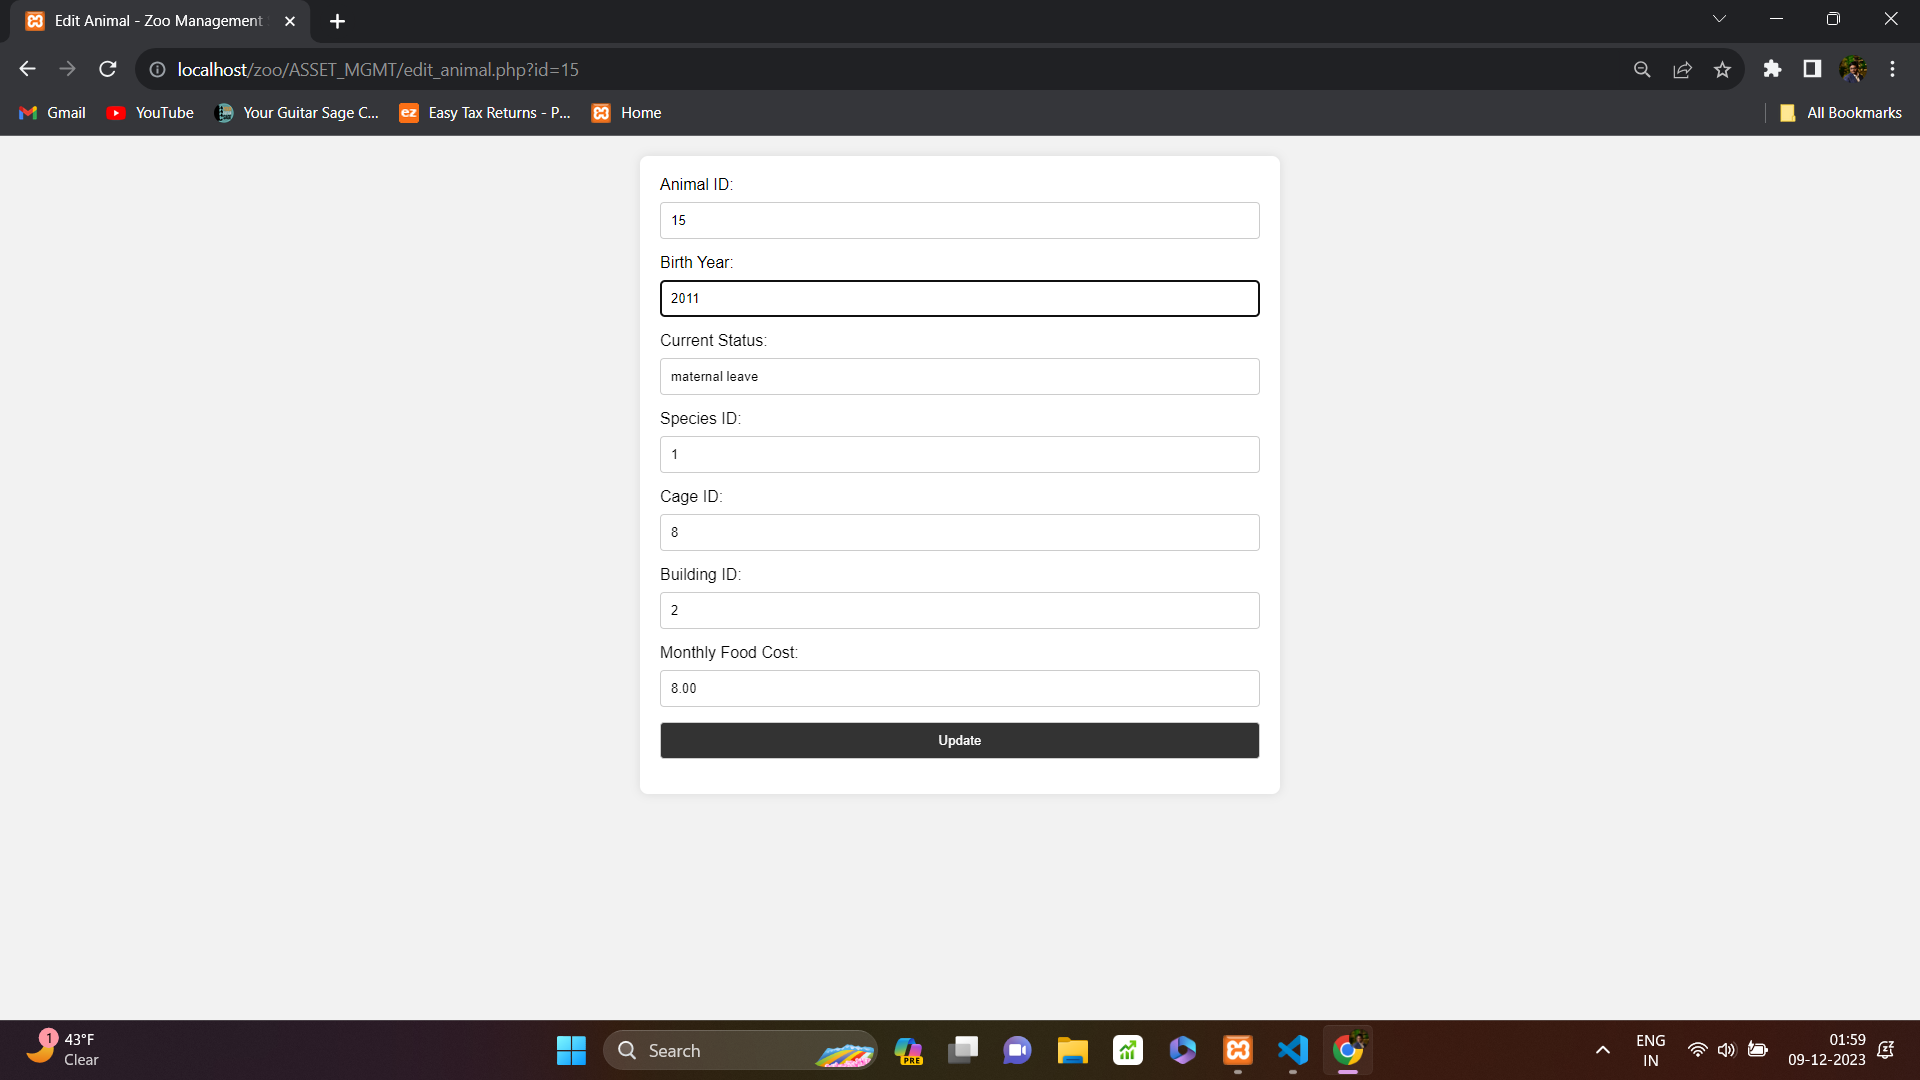 Edit Animal - Zoo Management
localhost/zoo/ASSET_MGMT/edit_animal.php?id=15
Gmail YouTube Your Guitar Sage C... ez Easy Tax Returns - P... Home All Bookmarks
Animal ID:
15
Birth Year:
2011
Current Status:
maternal leave
Species ID:
1
Cage ID:
8
Building ID:
2
Monthly Food Cost:
8.00
Update
1 43°F
Clear
Search
PRE
ENG
IN
01:59
09-12-2023